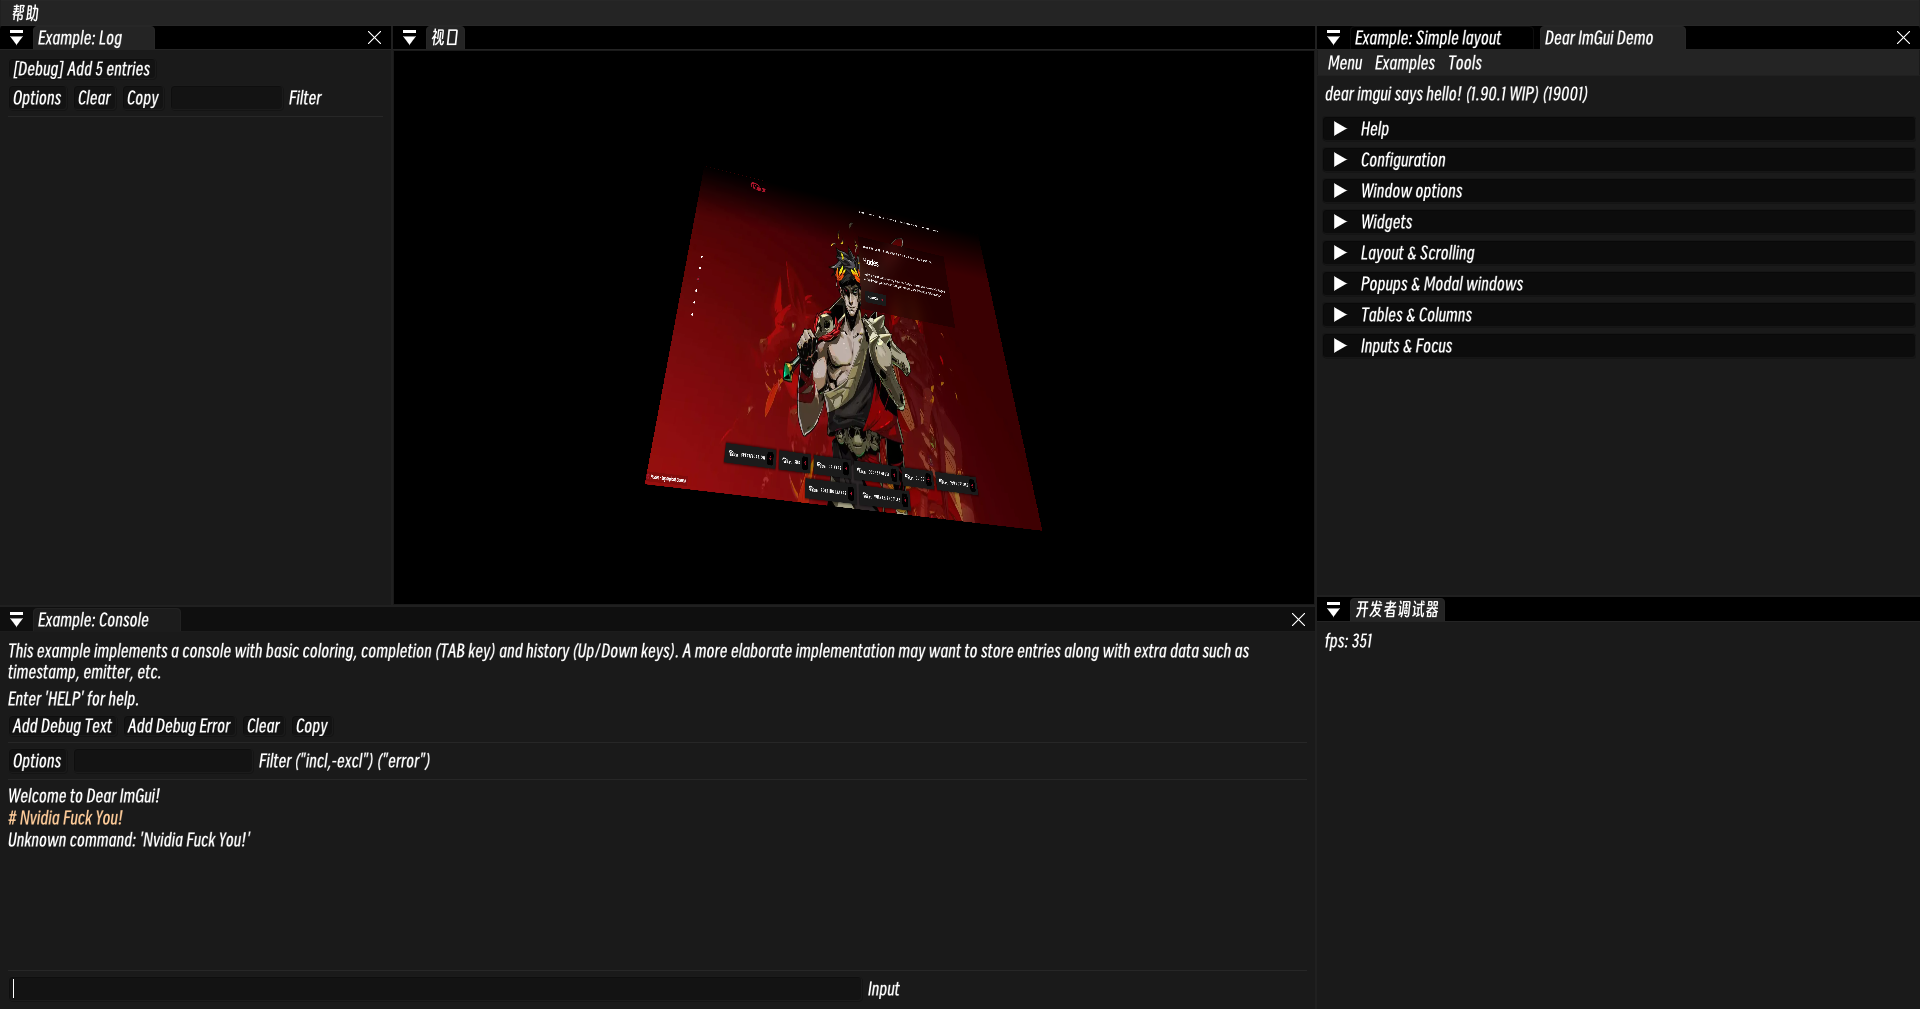 帮助
Example: Log
[Debug] Add 5 entries
Options Clear Copy Filter
视口
Example: Simple layout Dear ImGui Demo
Menu Examples Tools
dear imgui says hello! (1.90.1 WIP) (19001)
Help
Configuration
Window options
Widgets
Layout & Scrolling
Popups & Modal windows
Tables & Columns
Inputs & Focus
Example: Console
This example implements a console with basic coloring, completion (TAB key) and history (Up/Down keys). A more elaborate implementation may want to store entries along with extra data such as
timestamp, emitter, etc.
Enter 'HELP' for help.
Add Debug Text Add Debug Error Clear Copy
Options Filter ("incl,-excl") ("error")
Welcome to Dear ImGui!
# Nvidia Fuck You!
Unknown command: 'Nvidia Fuck You!'
Input
开发者调试器
fps: 351